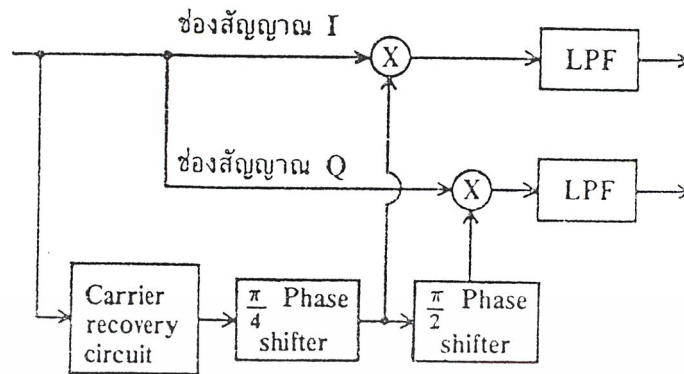 ช่องสัญญาณ I
X
LPF
ช่องสัญญาณ Q
X
LPF
Carrier
recovery
circuit
π/4 Phase
shifter
π/2 Phase
shifter